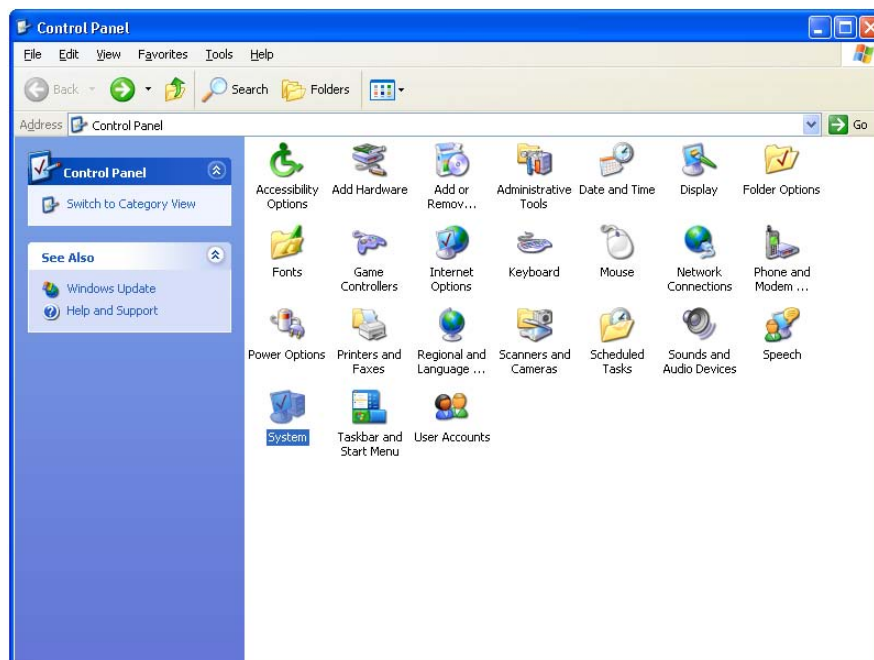 Control Panel
File Edit View Favorites Tools Help
Back Search Folders
Address Control Panel Go
Control Panel
Switch to Category View
See Also
Windows Update
Help and Support
Accessibility Options
Add Hardware
Add or Remov...
Administrative Tools
Date and Time
Display
Folder Options
Fonts
Game Controllers
Internet Options
Keyboard
Mouse
Network Connections
Phone and Modem ...
Power Options
Printers and Faxes
Regional and Language ...
Scanners and Cameras
Scheduled Tasks
Sounds and Audio Devices
Speech
System
Taskbar and Start Menu
User Accounts